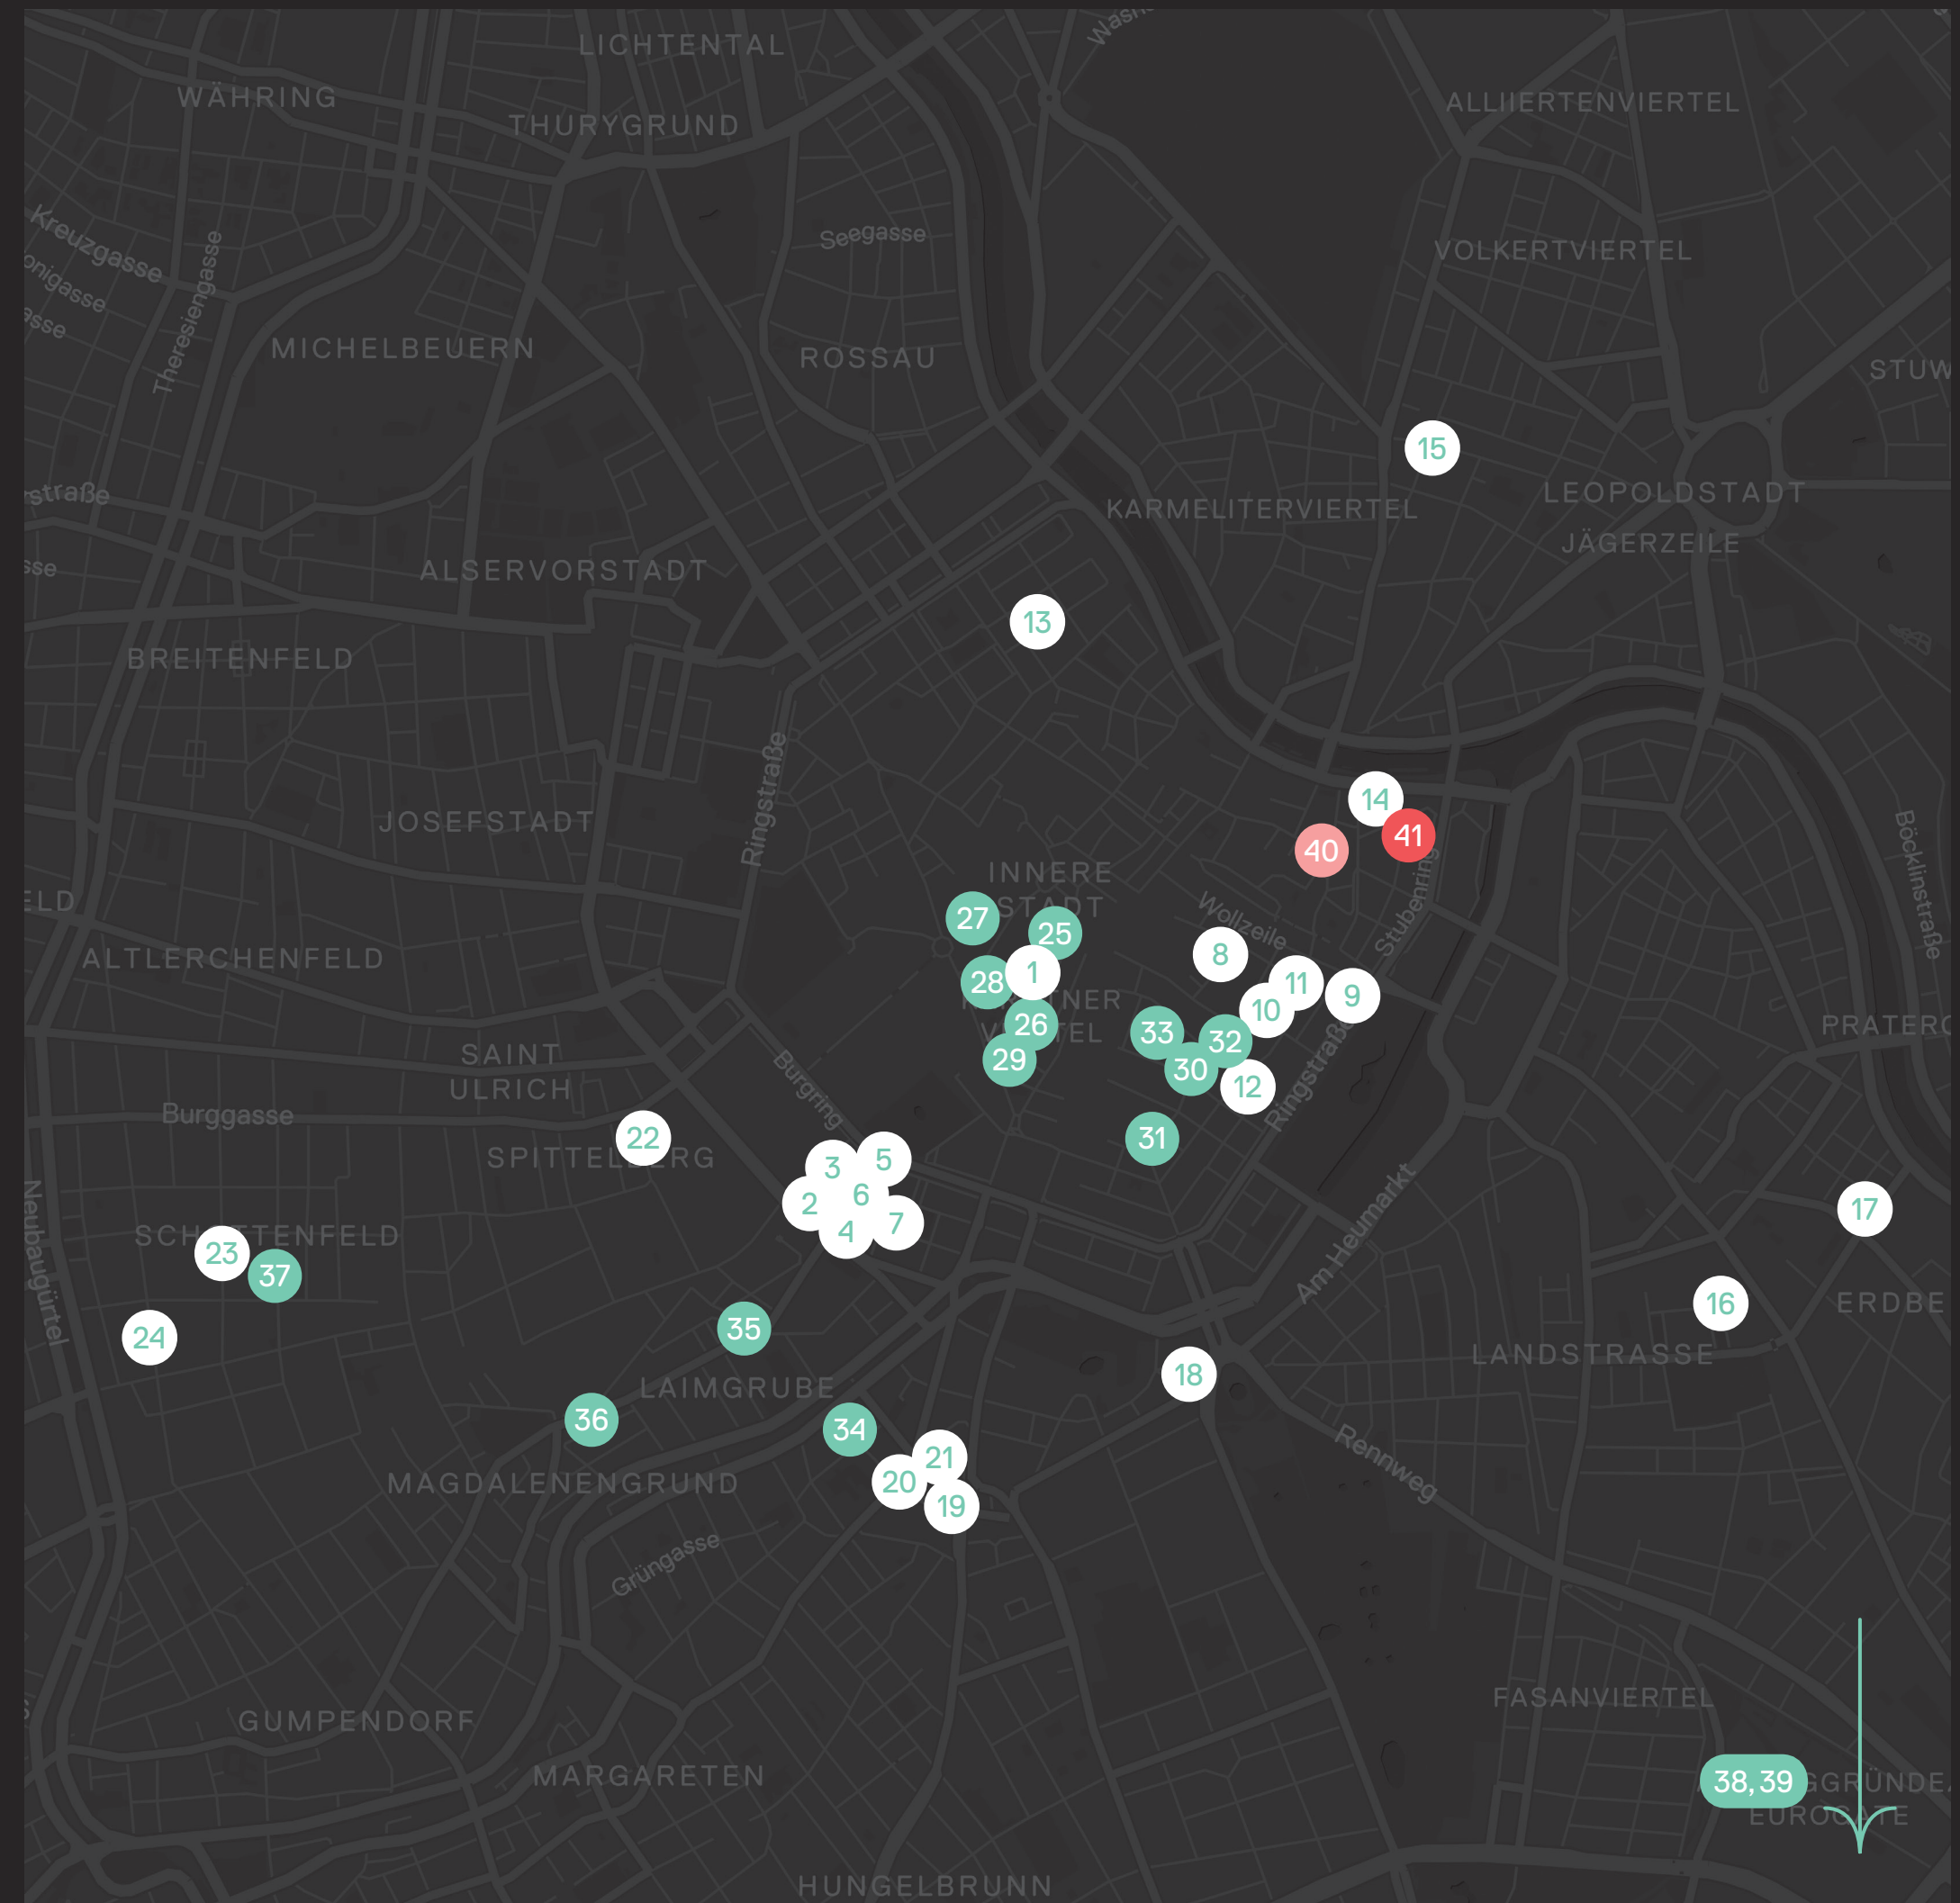 LICHTENTAL
WÄHRING
THURYGRUND
ALLIIERTENVIERTEL
Kreuzgasse
Theresiengasse
Seegasse
VOLKERTVIERTEL
MICHELBEUERN
ROSSAU
15
KARMELITERVIERTEL
LEOPOLDSTADT
JÄGERZEILE
ALSERVORSTADT
13
BREITENFELD
JOSEFSTADT
Ringstraße
14
41
40
Böcklinstraße
INNERE
STADT
27
25
Wollzeile
Stubenring
8
ALTLERCHENFELD
28
1
11
9
10
26
33
32
29
30
12
Ringstraße
SAINT
ULRICH
Burgring
Burggasse
22
SPITTELBERG
31
3
5
2
6
4
7
Am Heumarkt
17
Neubaugürtel
23
37
24
35
16
LANDSTRASSE
18
LAIMGRUBE
36
34
21
20
19
MAGDALENENGRUND
Rennweg
Grüngasse
FASANVIERTEL
GUMPENDORF
MARGARETEN
38, 39
EUROGATE
HUNGELBRUNN